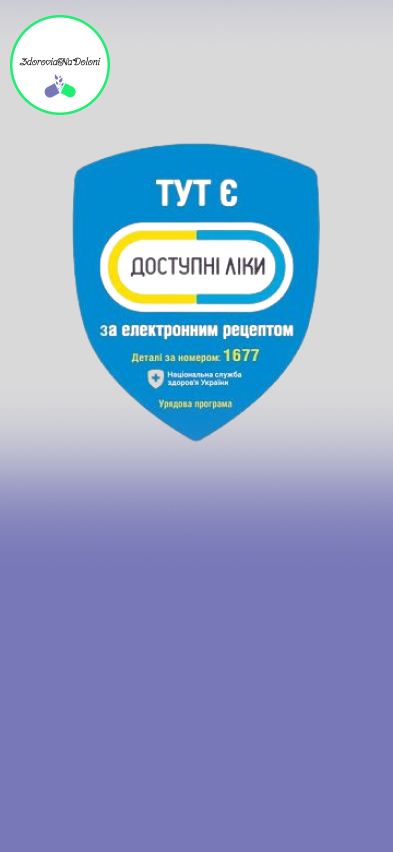 ZdoroviaNaDoloni
ТУТ Є
ДОСТУПНІ ЛІКИ
за електронним рецептом
Деталі за номером: 1677
Національна служба
здоров'я України
Урядова програма